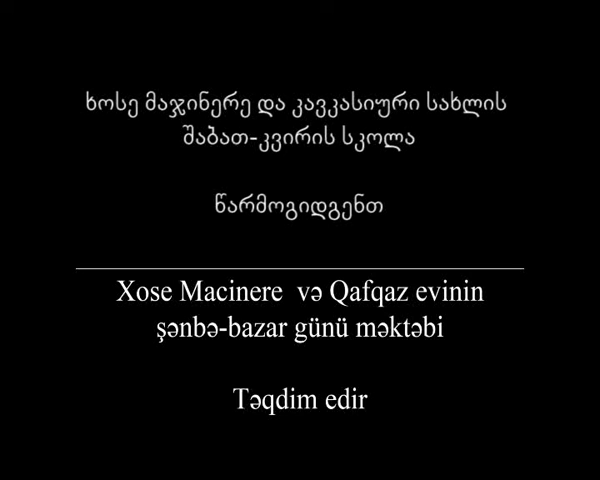 ხოსე მაჯინერე და კავკასიური სახლის
შაბათ-კვირის სკოლა
წარმოგიდგენთ
Xose Macinere və Qafqaz evinin
şənbə-bazar günü məktəbi
Təqdim edir